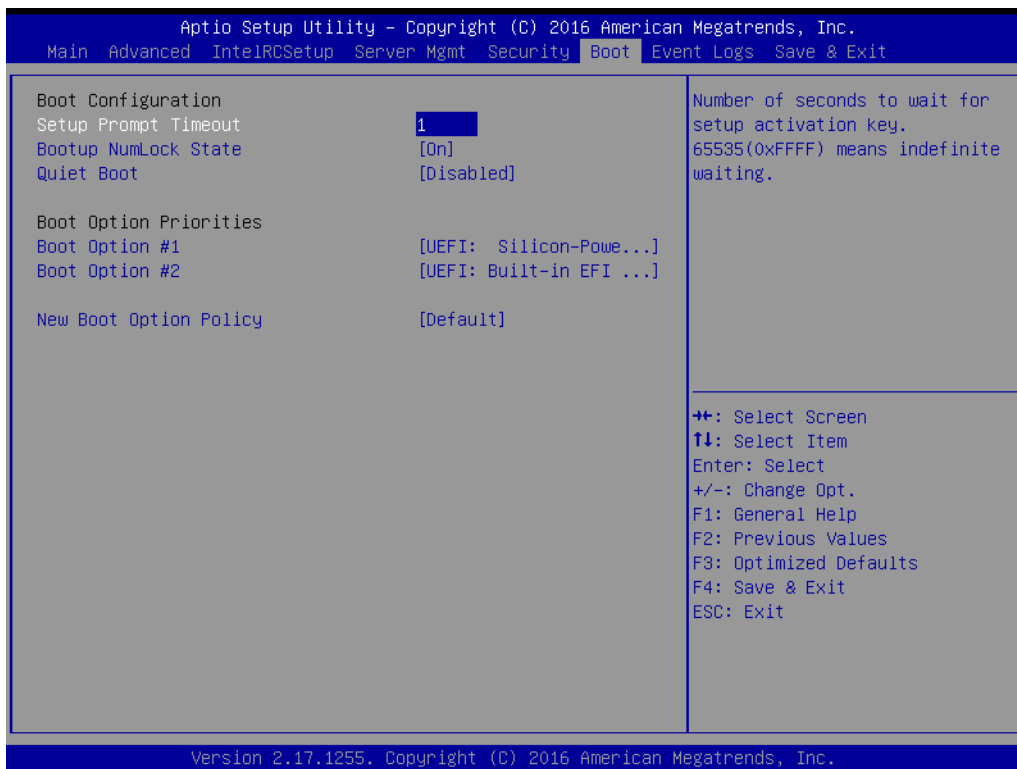 Aptio Setup Utility – Copyright (C) 2016 American Megatrends, Inc.
Main Advanced IntelRCSetup Server Mgmt Security Boot Event Logs Save & Exit
Boot Configuration
Setup Prompt Timeout 1
Bootup NumLock State [On]
Quiet Boot [Disabled]
Boot Option Priorities
Boot Option #1 [UEFI: Silicon-Powe...]
Boot Option #2 [UEFI: Built-in EFI ...]
New Boot Option Policy [Default]
Number of seconds to wait for
setup activation key.
65535(0xFFFF) means indefinite
waiting.
→←: Select Screen
↑↓: Select Item
Enter: Select
+/-: Change Opt.
F1: General Help
F2: Previous Values
F3: Optimized Defaults
F4: Save & Exit
ESC: Exit
Version 2.17.1255. Copyright (C) 2016 American Megatrends, Inc.